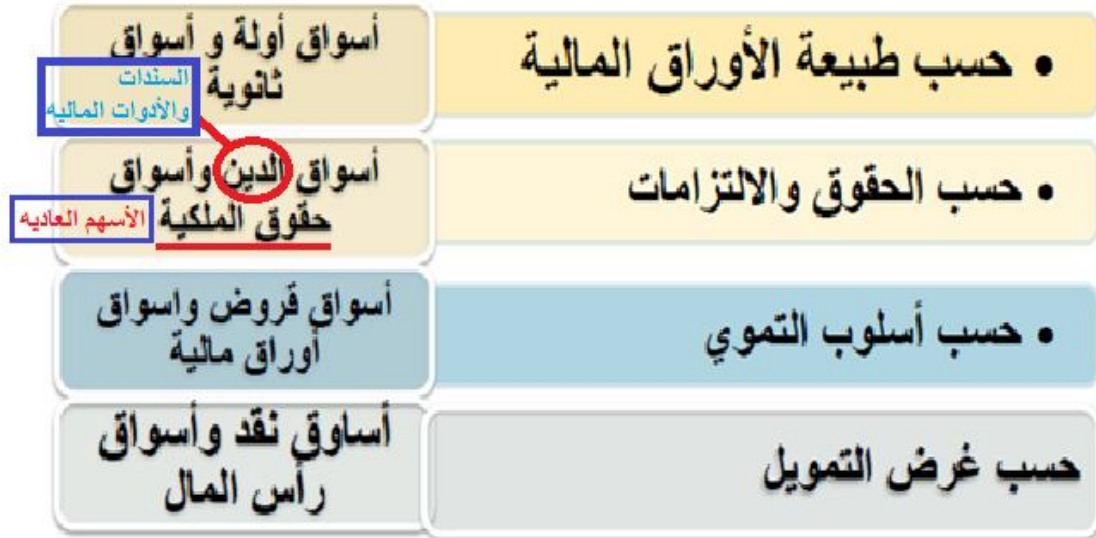 • حسب طبيعة الأوراق المالية
أسواق أولة و أسواق
ثانوية
السندات
والأدوات الماليه
• حسب الحقوق والالتزامات
أسواق الدين وأسواق
حقوق الملكية
الأسهم العاديه
• حسب أسلوب التموي
أسواق قروض واسواق
أوراق مالية
حسب غرض التمويل
أساوق نقد وأسواق
رأس المال